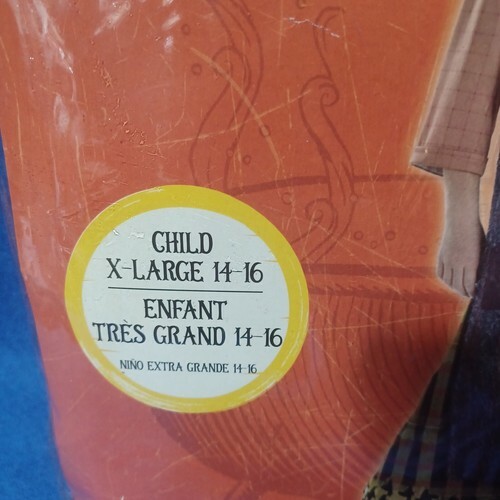 CHILD
X-LARGE 14-16
ENFANT
TRÈS GRAND 14-16
NIÑO EXTRA GRANDE 14-16